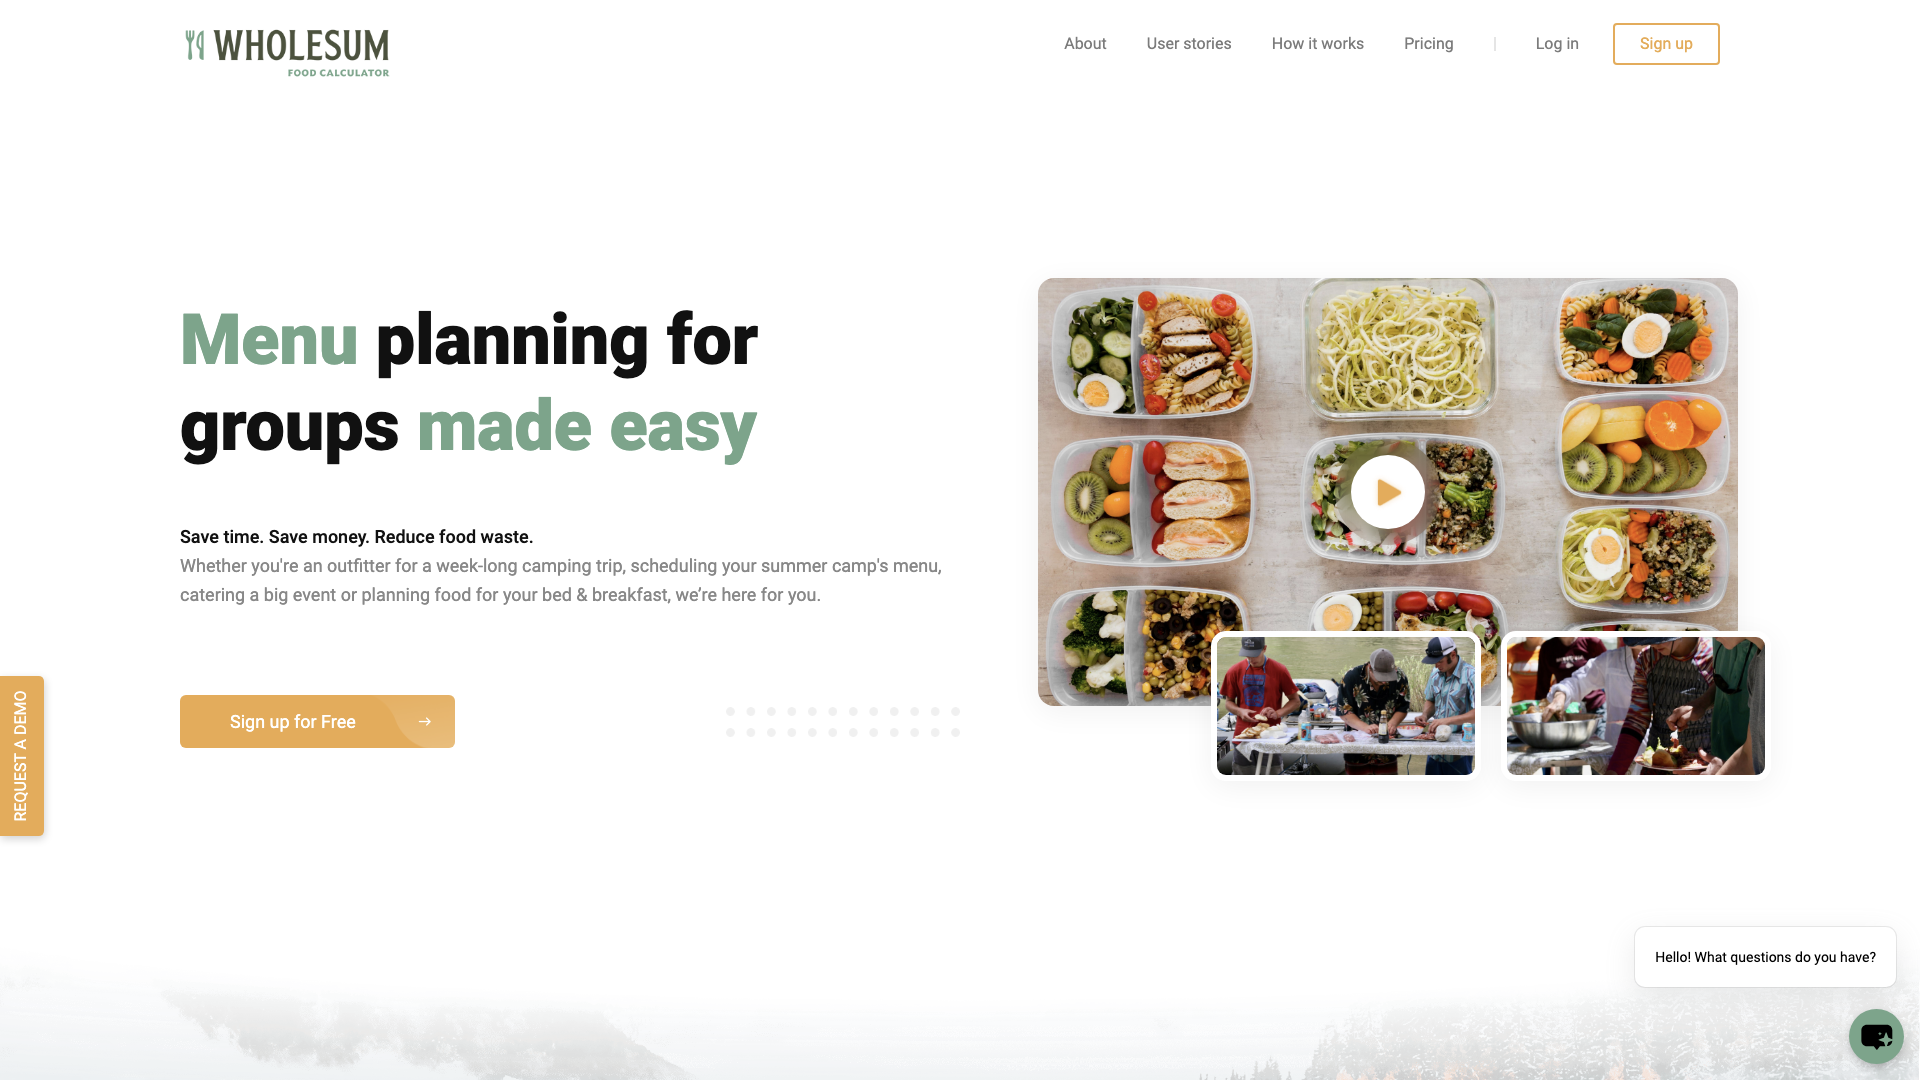 WHOLESUM
FOOD CALCULATOR
About
User stories
How it works
Pricing
Log in
Sign up
Menu planning for
groups made easy
Save time. Save money. Reduce food waste.
Whether you're an outfitter for a week-long camping trip, scheduling your summer camp's menu,
catering a big event or planning food for your bed & breakfast, we’re here for you.
Sign up for Free
REQUEST A DEMO
Hello! What questions do you have?